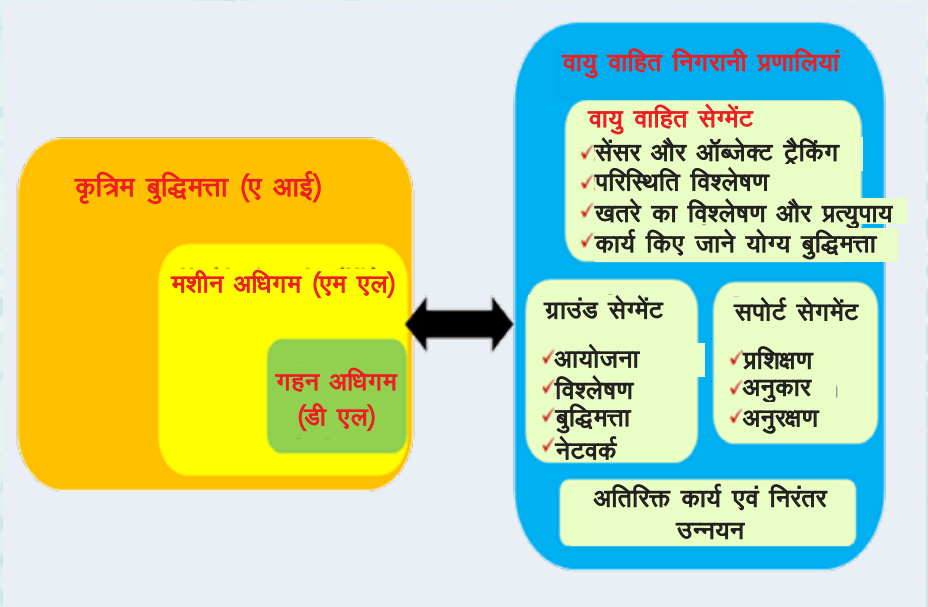 कृत्रिम बुद्धिमत्ता (ए आई)
मशीन अधिगम (एम एल)
गहन अधिगम
(डी एल)
वायु वाहित निगरानी प्रणालियां
वायु वाहित सेग्मेंट
✓सेंसर और ऑब्जेक्ट ट्रैकिंग
✓परिस्थिति विश्लेषण
✓खतरे का विश्लेषण और प्रत्युपाय
✓कार्य किए जाने योग्य बुद्धिमत्ता
ग्राउंड सेग्मेंट
✓आयोजना
✓विश्लेषण
✓बुद्धिमत्ता
✓नेटवर्क
सपोर्ट सेगमेंट
✓प्रशिक्षण
✓अनुकार
✓अनुरक्षण
अतिरिक्त कार्य एवं निरंतर
उन्नयन